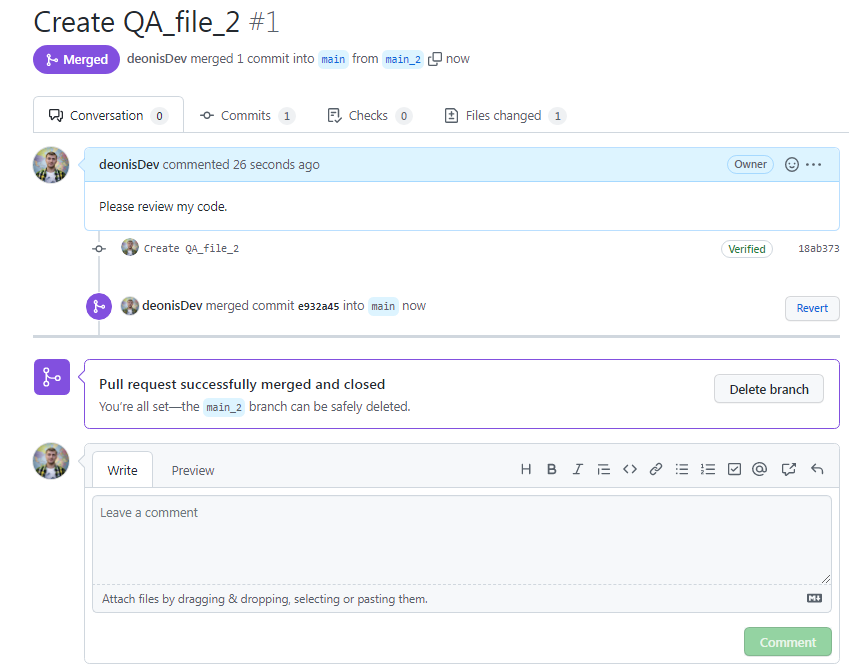 Create QA_file_2 #1
Merged deonisDev merged 1 commit into main from main_2 now
Conversation 0 Commits 1 Checks 0 Files changed 1
deonisDev commented 26 seconds ago Owner
Please review my code.
Create QA_file_2 Verified 18ab373
deonisDev merged commit e932a45 into main now Revert
Pull request successfully merged and closed
You're all set—the main_2 branch can be safely deleted. Delete branch
Write Preview
Leave a comment
Attach files by dragging & dropping, selecting or pasting them.
Comment